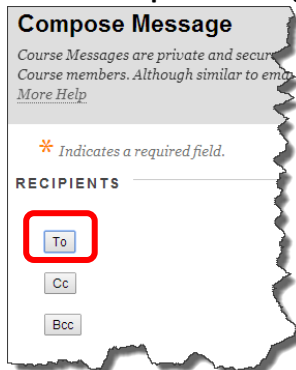 Compose Message
Course Messages are private and secure
Course members. Although similar to ema
More Help
* Indicates a required field.
RECIPIENTS
To
Cc
Bcc